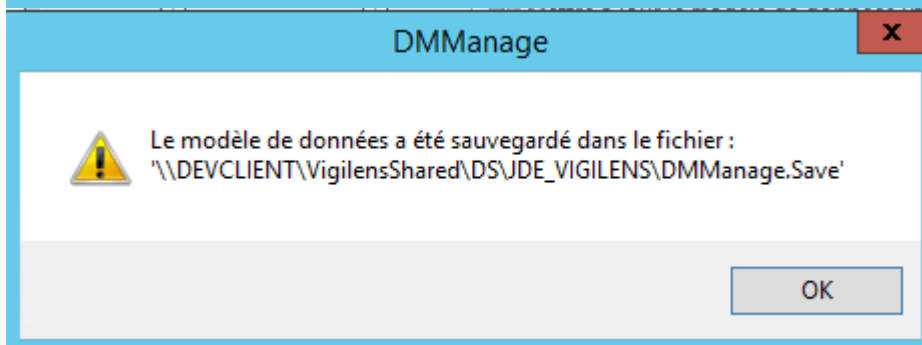 DMManage
x
Le modèle de données a été sauvegardé dans le fichier :
'\\DEVCLIENT\VigilensShared\DS\JDE_VIGILENS\DMManage.Save'
OK